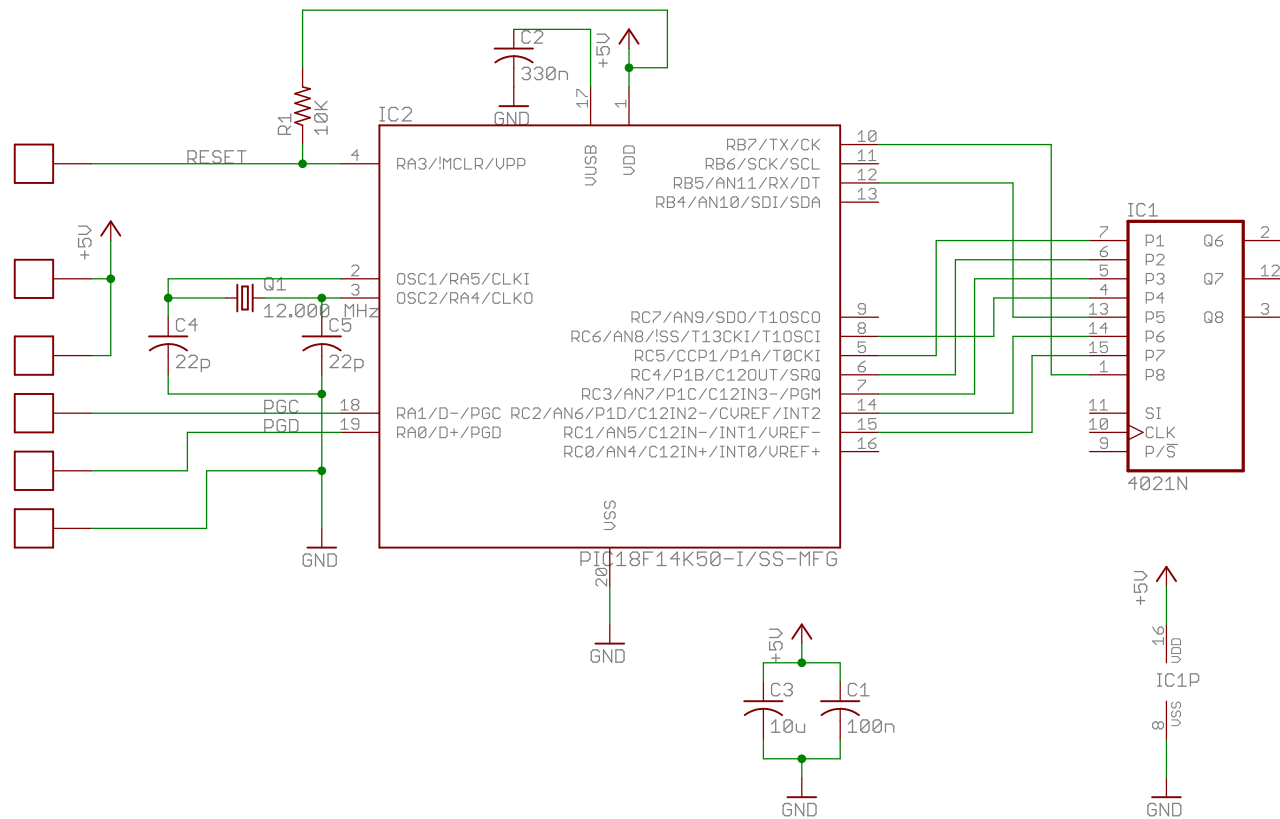 C2
+5V
330n
17
1
R1
10K
GND
IC2
RESET
4
RA3/!MCLR/VPP
VUSB
VDD
RB7/TX/CK
10
RB6/SCK/SCL
11
RB5/AN11/RX/DT
12
RB4/AN10/SDI/SDA
13
+5V
IC1
7
P1
Q6
2
6
P2
5
P3
Q7
12
4
P4
13
P5
Q8
3
14
P6
15
P7
1
P8
11
SI
10
CLK
9
P/S̅
4021N
2
OSC1/RA5/CLKI
Q1
3
OSC2/RA4/CLKO
12.000 MHz
C4
22p
C5
22p
RC7/AN9/SDO/T1OSCO
9
RC6/AN8/!SS/T13CKI/T1OSCI
8
RC5/CCP1/P1A/T0CKI
5
RC4/P1B/C12OUT/SRQ
6
RC3/AN7/P1C/C12IN3-/PGM
7
PGC
18
RA1/D-/PGC
RC2/AN6/P1D/C12IN2-/CVREF/INT2
14
PGD
19
RA0/D+/PGD
RC1/AN5/C12IN-/INT1/VREF-
15
RC0/AN4/C12IN+/INT0/VREF+
16
VSS
GND
PIC18F14K50-I/SS-MFG
20
GND
+5V
C3
10u
C1
100n
GND
+5V
16
VDD
IC1P
8
VSS
GND